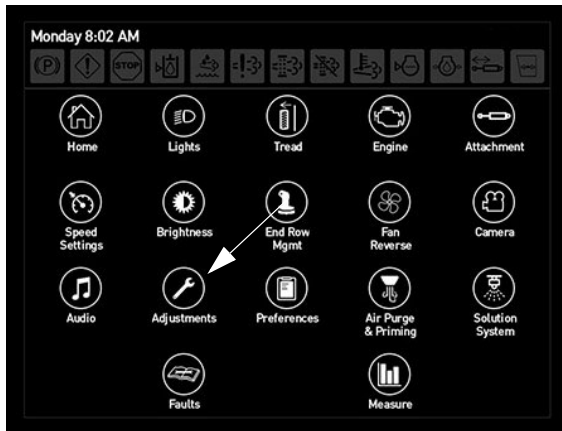 Monday 8:02 AM
(P) ! STOP
Home Lights Tread Engine Attachment
Speed Settings Brightness End Row Mgmt Fan Reverse Camera
Audio Adjustments Preferences Air Purge & Priming Solution System
Faults Measure